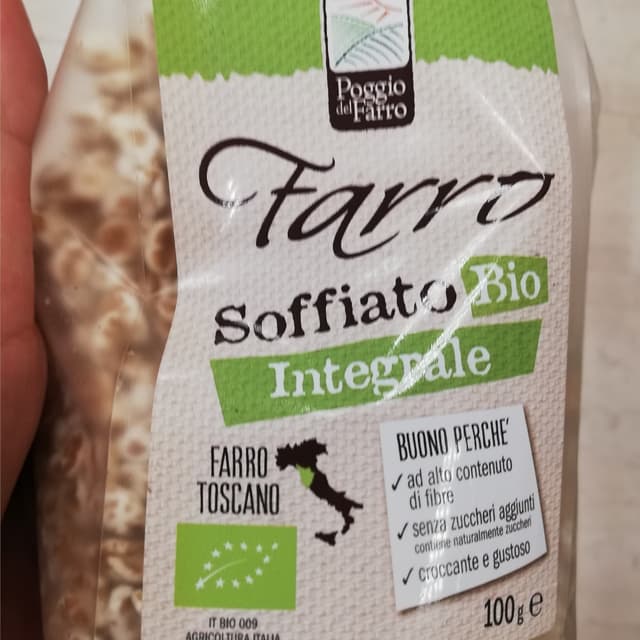 Poggio
del Farro
Farro
Soffiato Bio
Integrale
FARRO
TOSCANO
BUONO PERCHE'
✓ ad alto contenuto
di fibre
✓ senza zuccheri aggiunti
contiene naturalmente zuccheri
✓ croccante e gustoso
IT BIO 009
AGRICOLTURA ITALIA
100g e